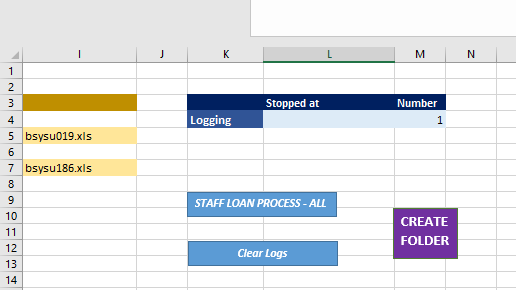 I J K L M N
1
2
3 Stopped at Number
4 Logging 1
5 bsysu019.xls
6
7 bsysu186.xls
8
9 STAFF LOAN PROCESS - ALL
10 CREATE
11 FOLDER
12 Clear Logs
13
14